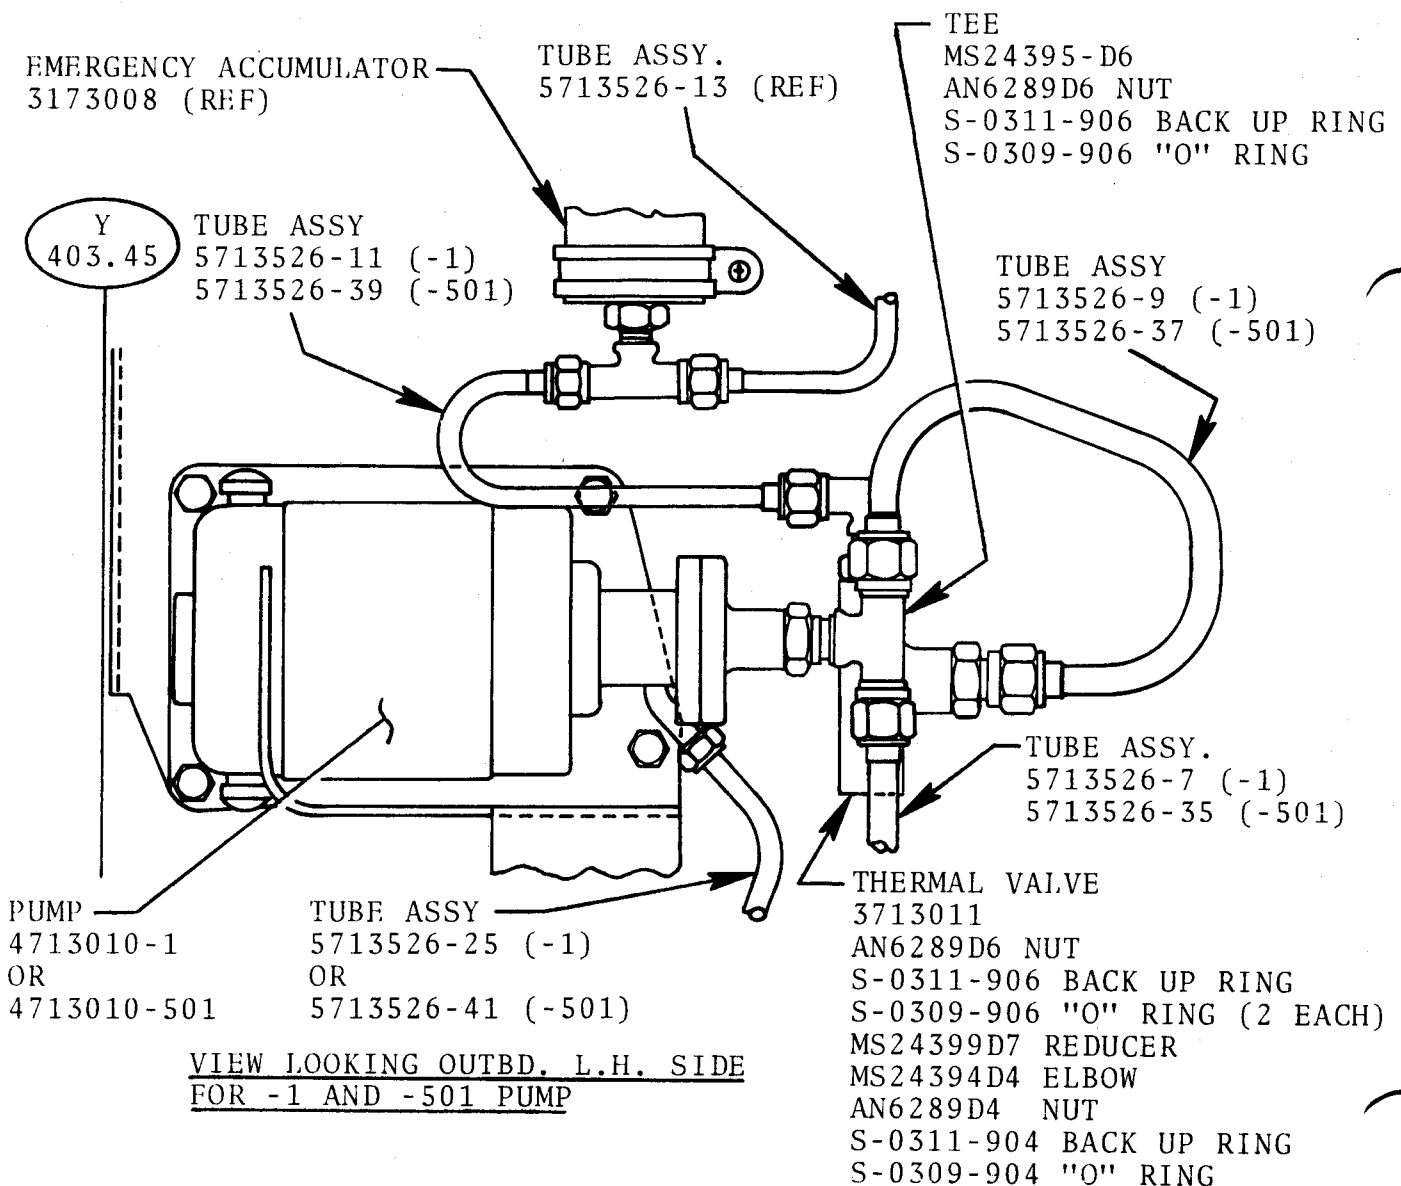 EMERGENCY ACCUMULATOR
3173008 (REF)
TUBE ASSY.
5713526-13 (REF)
TEE
MS24395-D6
AN6289D6 NUT
S-0311-906 BACK UP RING
S-0309-906 "O" RING
Y
403.45
TUBE ASSY
5713526-11 (-1)
5713526-39 (-501)
TUBE ASSY
5713526-9 (-1)
5713526-37 (-501)
TUBE ASSY.
5713526-7 (-1)
5713526-35 (-501)
PUMP
4713010-1
OR
4713010-501
TUBE ASSY
5713526-25 (-1)
OR
5713526-41 (-501)
THERMAL VALVE
3713011
AN6289D6 NUT
S-0311-906 BACK UP RING
S-0309-906 "O" RING (2 EACH)
MS24399D7 REDUCER
MS24394D4 ELBOW
AN6289D4 NUT
S-0311-904 BACK UP RING
S-0309-904 "O" RING
VIEW LOOKING OUTBD. L.H. SIDE
FOR -1 AND -501 PUMP